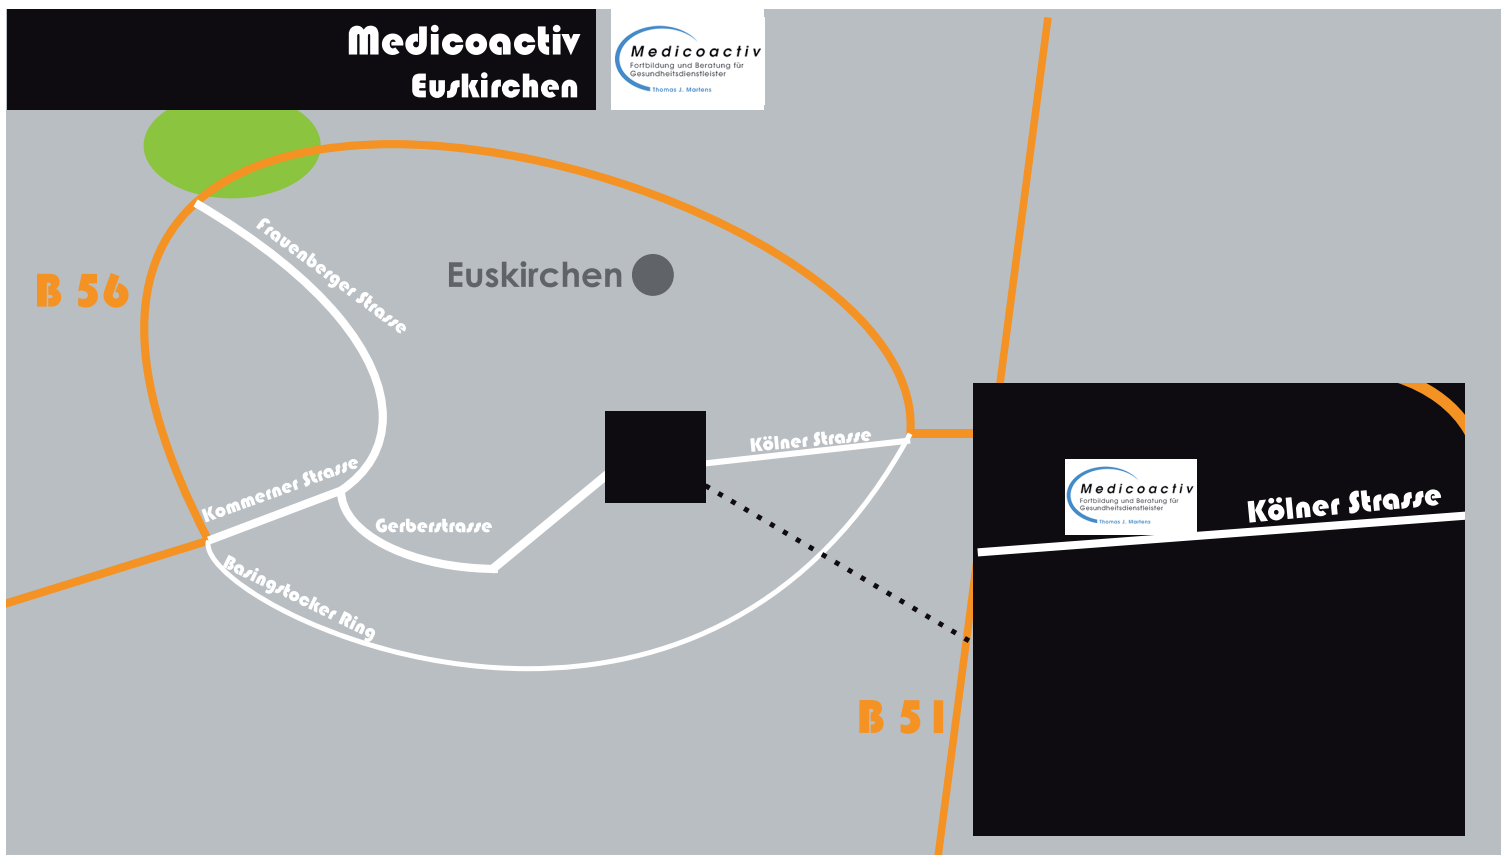 Medicoactiv
Euskirchen
Medicoactiv
Fortbildung und Beratung für
Gesundheitsdienstleister
Thomas J. Martens
Frauenberger Strasse
Euskirchen
B 56
Kölner Strasse
Kommerner Strasse
Gerberstrasse
Basingstocker Ring
Medicoactiv
Fortbildung und Beratung für
Gesundheitsdienstleister
Thomas J. Martens
Kölner Strasse
B 51